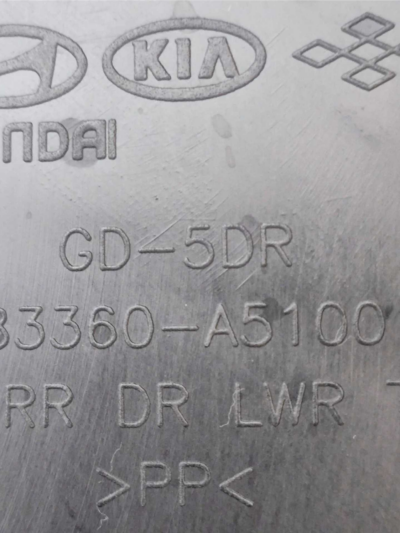 KIA
NDAI
GD-5DR
83360-A5100
RR DR LWR
>PP<